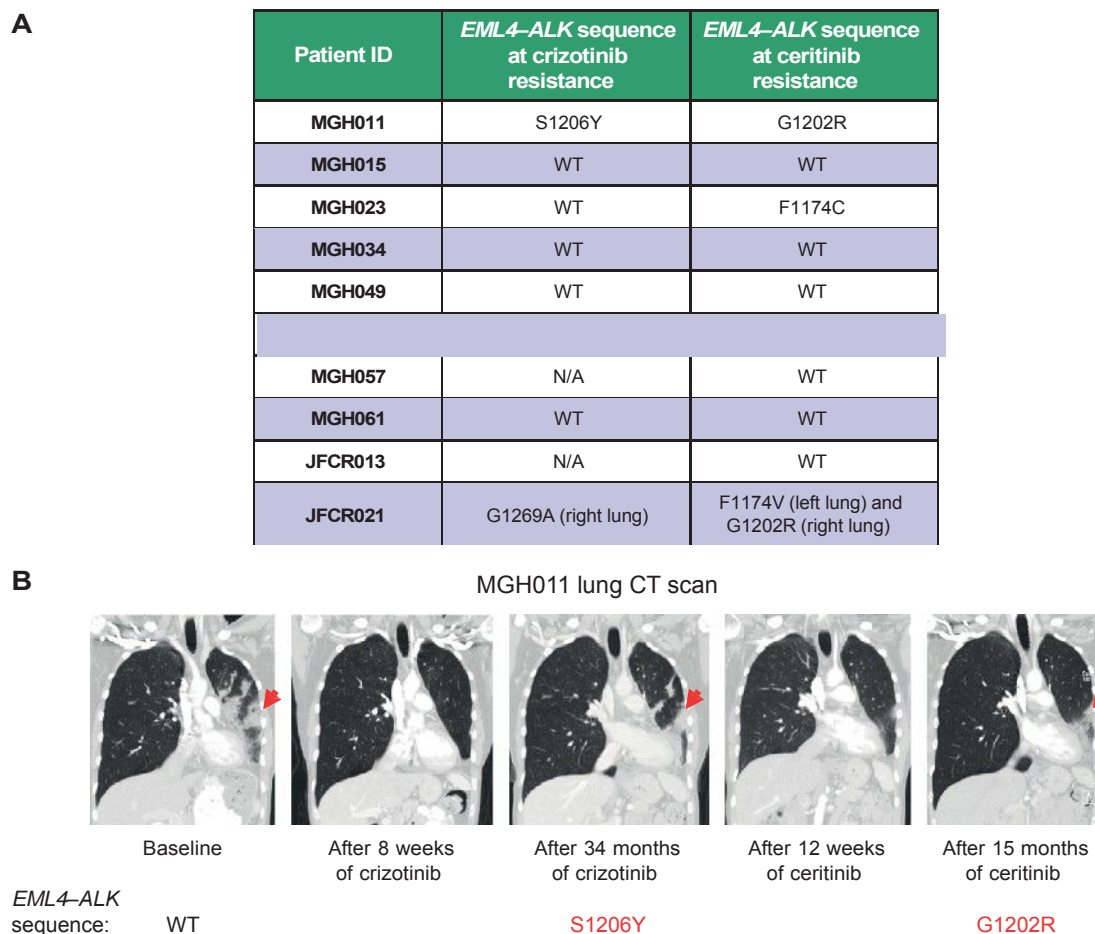 A
Patient ID
EML4–ALK sequence at crizotinib resistance
EML4–ALK sequence at ceritinib resistance
MGH011 S1206Y G1202R
MGH015 WT WT
MGH023 WT F1174C
MGH034 WT WT
MGH049 WT WT
MGH057 N/A WT
MGH061 WT WT
JFCR013 N/A WT
JFCR021 G1269A (right lung) F1174V (left lung) and G1202R (right lung)
B
MGH011 lung CT scan
Baseline
After 8 weeks of crizotinib
After 34 months of crizotinib
After 12 weeks of ceritinib
After 15 months of ceritinib
EML4–ALK sequence: WT S1206Y G1202R